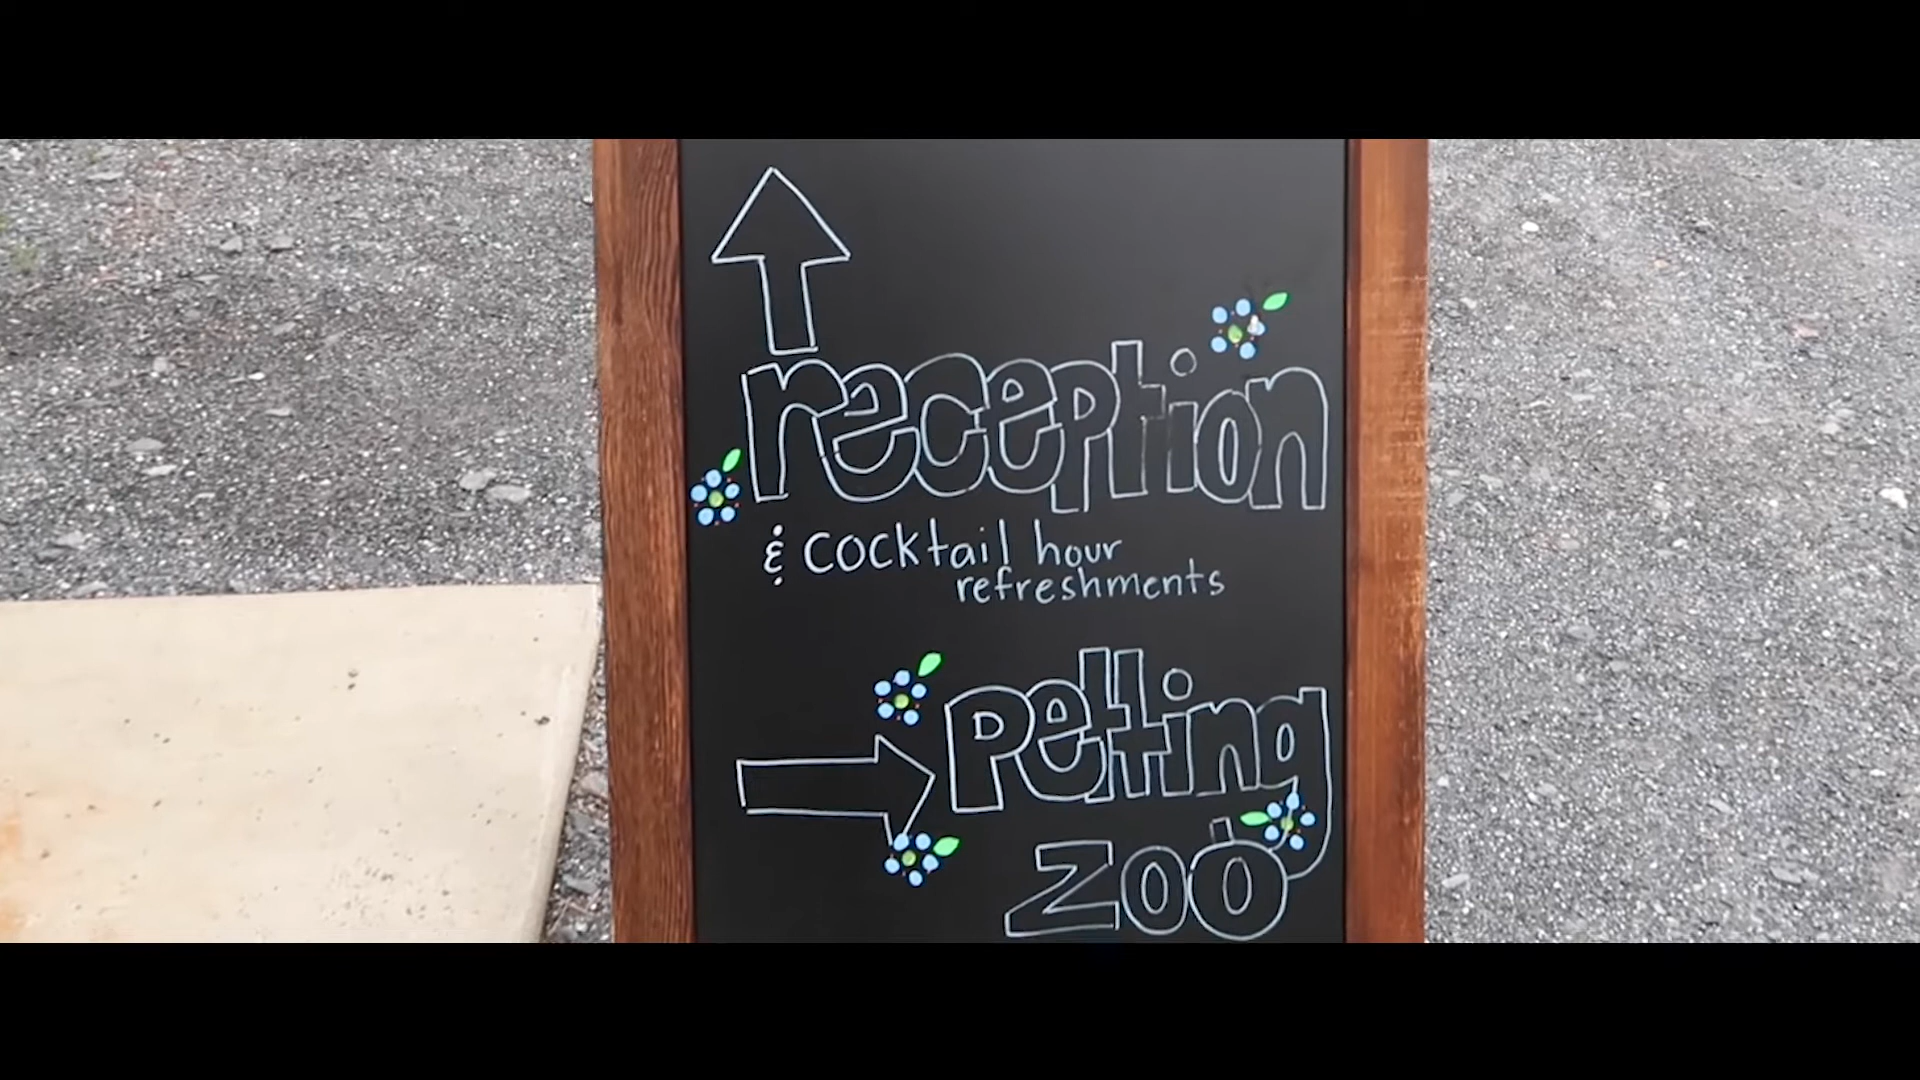 reception
& cocktail hour
refreshments
petting
zoo